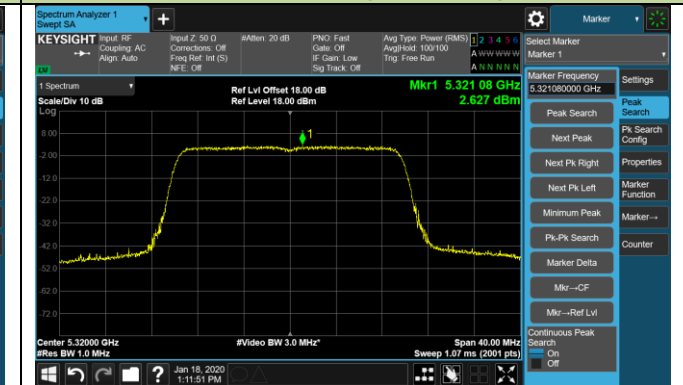 Spectrum Analyzer 1
Swept SA
Marker
KEYSIGHT Input: RF
Coupling: AC
Align: Auto
Input Z: 50 Ω
Corrections: Off
Freq Ref: Int (S)
NFE: Off
#Atten: 20 dB
PNO: Fast
Gate: Off
IF Gain: Low
Sig Track: Off
Avg Type: Power (RMS)
Avg|Hold: 100/100
Trig: Free Run
1 2 3 4 5 6
A W W W W W
A N N N N N
Select Marker
Marker 1
1 Spectrum
Scale/Div 10 dB
Ref Lvl Offset 18.00 dB
Ref Level 18.00 dBm
Mkr1 5.321 08 GHz
2.627 dBm
Log
8.00
-2.00
-12.0
-22.0
-32.0
-42.0
-52.0
-62.0
-72.0
1
Center 5.32000 GHz
#Res BW 1.0 MHz
#Video BW 3.0 MHz*
Span 40.00 MHz
Sweep 1.07 ms (2001 pts)
Marker Frequency
5.321080000 GHz
Peak Search
Next Peak
Next Pk Right
Next Pk Left
Minimum Peak
Pk-Pk Search
Marker Delta
Mkr→CF
Mkr→Ref Lvl
Continuous Peak
Search
On
Off
Settings
Peak
Search
Pk Search
Config
Properties
Marker
Function
Marker→
Counter
Jan 18, 2020
1:11:51 PM